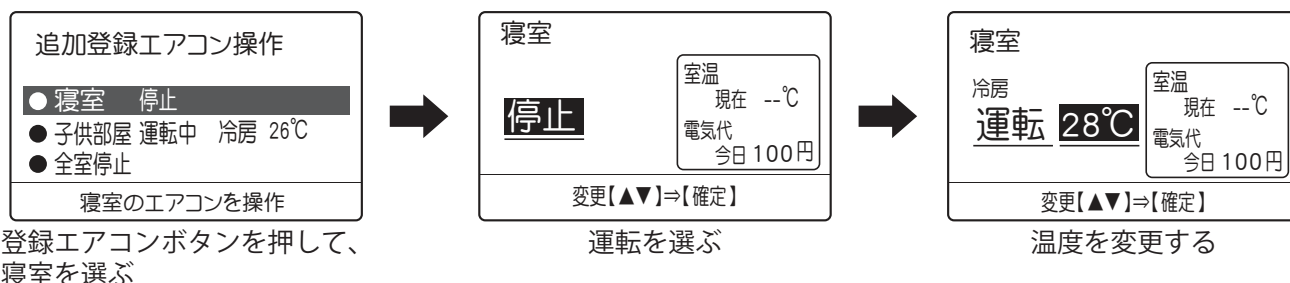 追加登録エアコン操作
● 寝室 停止
● 子供部屋 運転中 冷房 26℃
● 全室停止
寝室のエアコンを操作
登録エアコンボタンを押して、
寝室を選ぶ
寝室
停止
室温
現在 --℃
電気代
今日 100円
変更【▲▼】⇒【確定】
運転を選ぶ
寝室
冷房
運転 28℃
室温
現在 --℃
電気代
今日 100円
変更【▲▼】⇒【確定】
温度を変更する